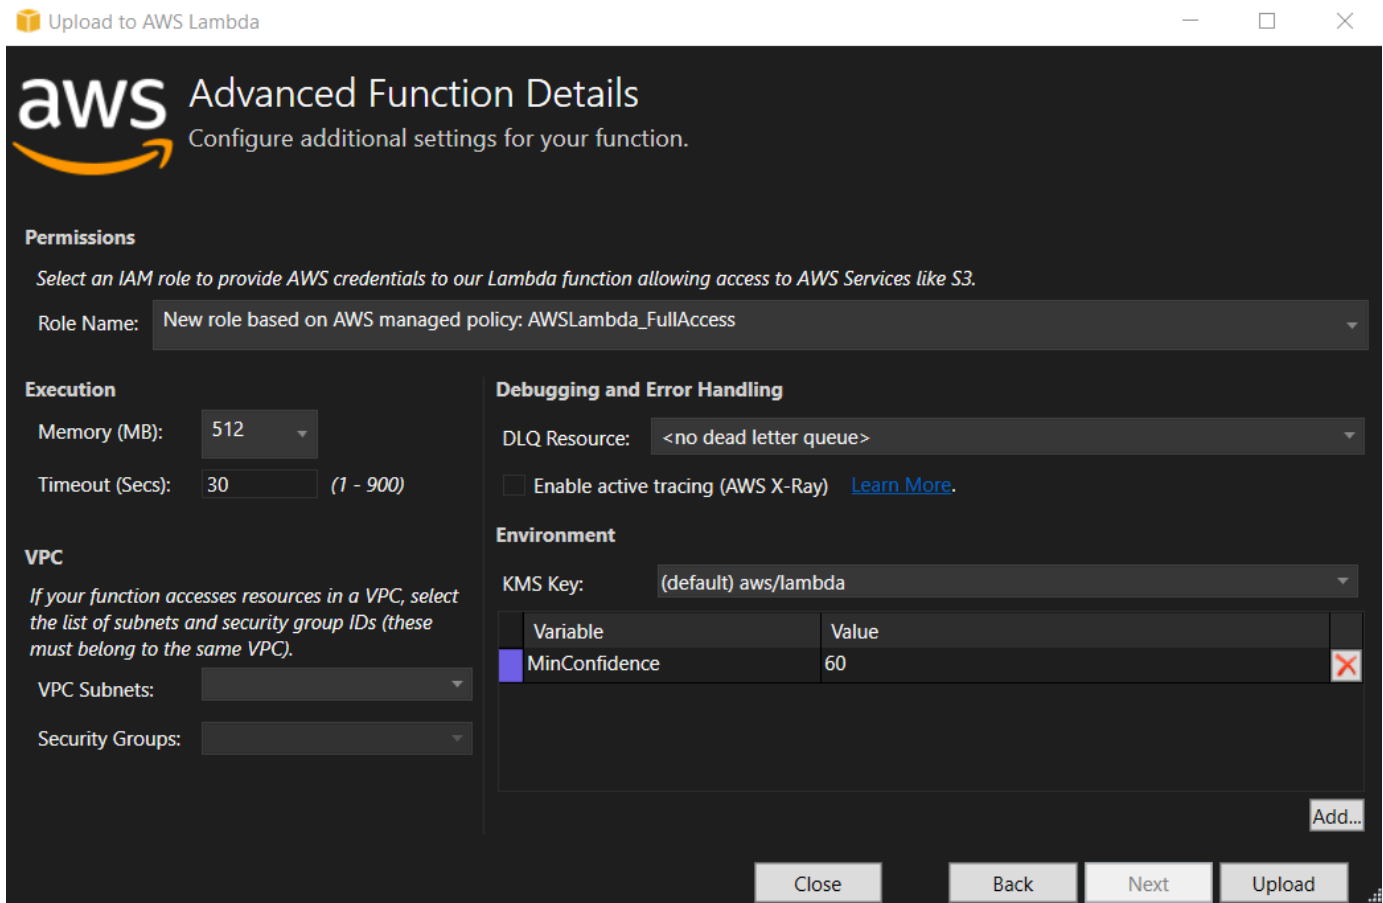 Upload to AWS Lambda
aws
Advanced Function Details
Configure additional settings for your function.
Permissions
Select an IAM role to provide AWS credentials to our Lambda function allowing access to AWS Services like S3.
Role Name: New role based on AWS managed policy: AWSLambda_FullAccess
Execution
Memory (MB): 512
Timeout (Secs): 30 (1 - 900)
VPC
If your function accesses resources in a VPC, select
the list of subnets and security group IDs (these
must belong to the same VPC).
VPC Subnets:
Security Groups:
Debugging and Error Handling
DLQ Resource: <no dead letter queue>
Enable active tracing (AWS X-Ray) Learn More.
Environment
KMS Key: (default) aws/lambda
Variable Value
MinConfidence 60
Add...
Close Back Next Upload